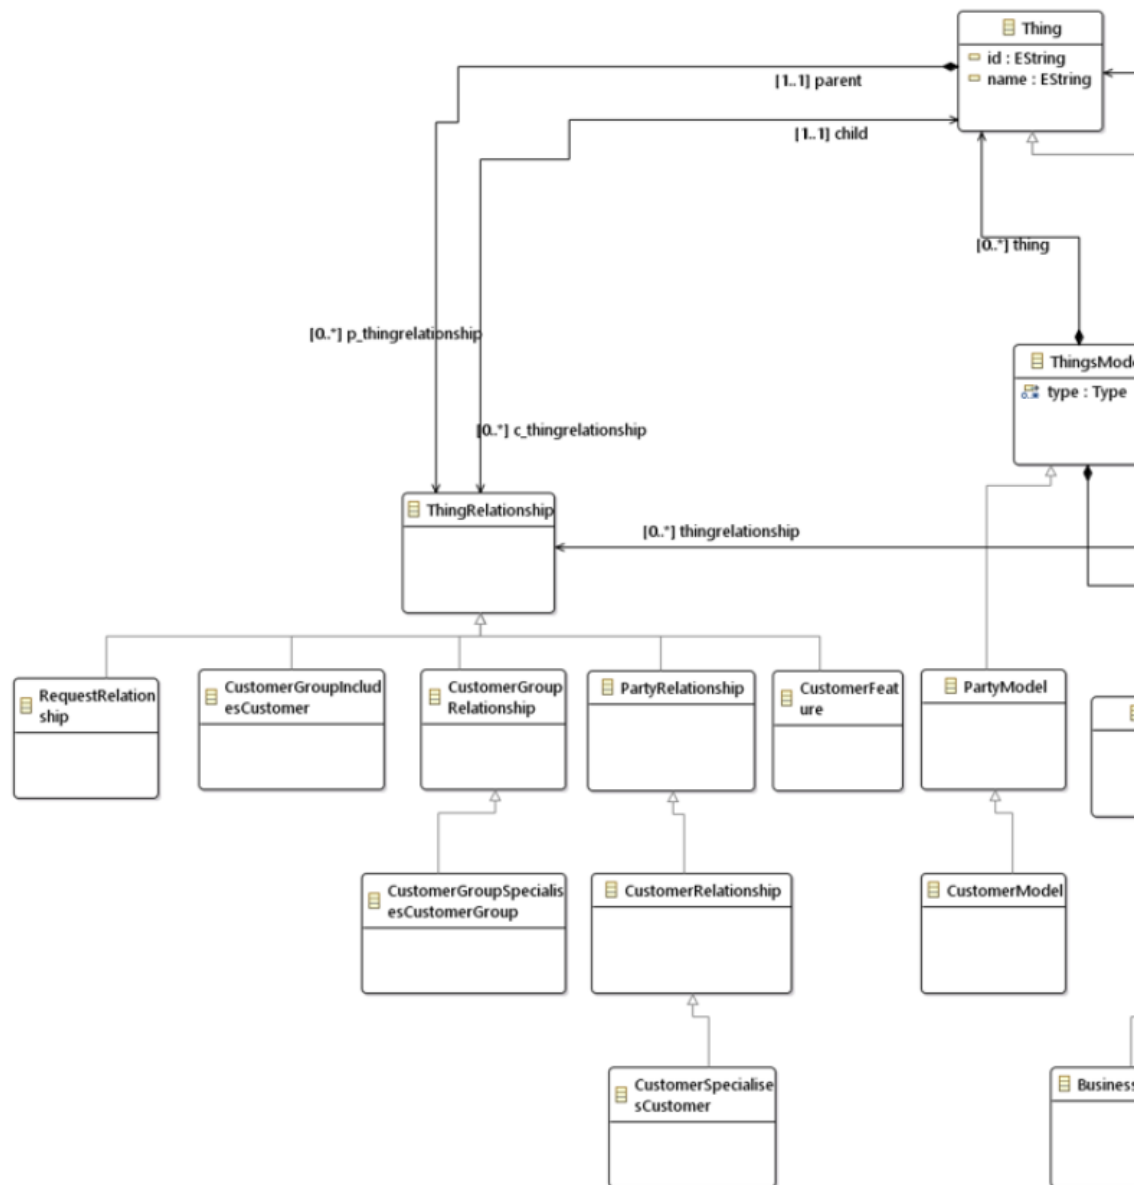 Thing
id : EString
name : EString
[1..1] parent
[1..1] child
[0..*] thing
[0..*] p_thingrelationship
ThingsMode
type : Type
[0..*] c_thingrelationship
ThingRelationship
[0..*] thingrelationship
RequestRelation
ship
CustomerGroupInclud
esCustomer
CustomerGroup
Relationship
PartyRelationship
CustomerFeat
ure
PartyModel
CustomerGroupSpecialis
esCustomerGroup
CustomerRelationship
CustomerModel
CustomerSpecialise
sCustomer
Business